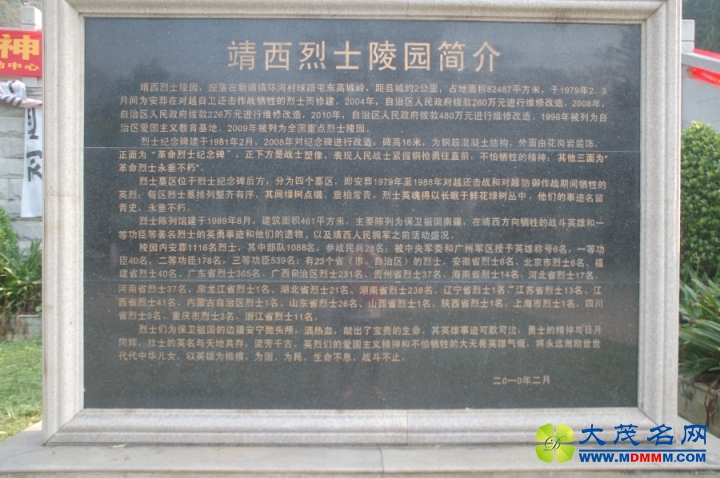 靖西烈士陵园简介
靖西烈士陵园，座落在新靖镇环河村球路屯东高城岭，距县城约2公里，占地面积82487平方米，于1979年2、3
月间为安葬在对越自卫还击作战牺牲的烈士而修建。2004年，自治区人民政府拨款280万元进行维修改造，2008年，
自治区人民政府拨款226万元进行维修改造，2010年，自治区人民政府拨款480万元进行维修改造。1996年被列为自
治区爱国主义教育基地，2009年被列为全国重点烈士陵园。
烈士纪念碑建于1981年2月，2008年对纪念碑进行改造，碑高16米，为钢筋混凝土结构，外面由花岗岩装饰，
正面为“革命烈士纪念碑”，正下方是战士塑像，表现人民战士紧握钢枪勇往直前，不怕牺牲的精神；其他三面为“
革命烈士永垂不朽”。
烈士墓区位于烈士纪念碑后方，分为四个墓区，即安葬1979年至1988年对越还击战和对越防御作战期间牺牲的
英烈；每区烈士墓排列整齐有序，其间绿树点缀，垂柏常青，烈士英魂得以长眠于鲜花绿树丛中，他们的事迹名留
青史，永垂不朽。
烈士陈列馆建于1989年8月，建筑面积461平方米，主要陈列为保卫祖国南疆，在靖西方向牺牲的战斗英雄和一
等功臣等著名烈士的英勇事迹和他们的遗物，以及靖西人民拥军之前活动盛况。
陵园内安葬1116名烈士，其中部队1088名，参战民兵28名；被中央军委和广州军区授予英雄称号6名，一等功
臣40名，二等功臣178名，三等功臣539名；有23个省（市、自治区）的烈士。安徽省烈士6名、北京市烈士6名、福
建省烈士40名、广东省烈士365名、广西自治区烈士231名、贵州省烈士37名、海南省烈士14名、河北省烈士17名、
河南省烈士37名、黑龙江省烈士1名、湖北省烈士21名、湖南省烈士238名、辽宁省烈士1名、江苏省烈士13名、江
西省烈士41名、内蒙古自治区烈士1名、山东省烈士26名、山西省烈士1名、陕西省烈士1名、上海市烈士1名、四川
省烈士3名、重庆市烈士3名、浙江省烈士11名。
烈士们为保卫祖国的边疆安宁抛头颅，洒热血，献出了宝贵的生命。其英雄事迹可歌可泣，勇士的精神与日月
同辉，壮士的英名与天地共存，流芳千古。英烈们的爱国主义精神和不怕牺牲的大无畏英雄气慨，将永远激励世世
代代中华儿女，以英雄为楷模，为国，为民，生命不息，战斗不止。
二〇一〇年二月
神
动中心
大茂名网
WWW.MDMMM.COM